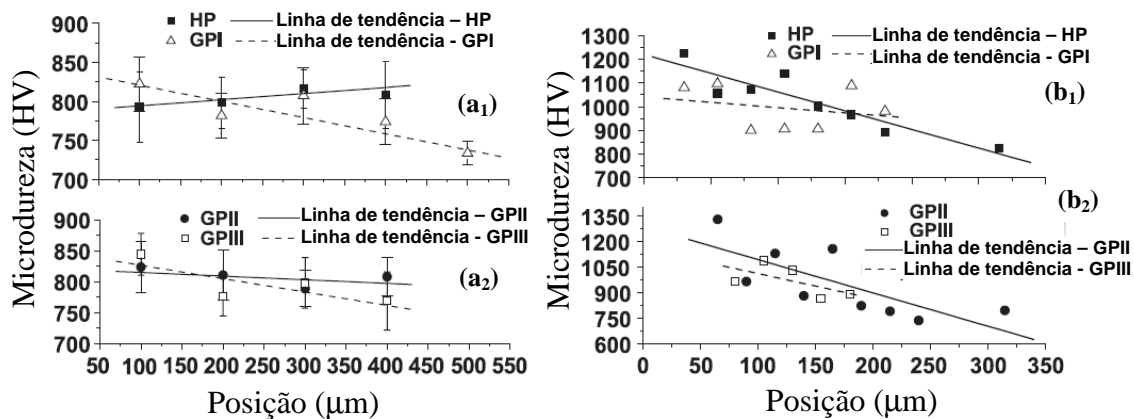 900
850
800
750
700
HP
GPI
Linha de tendência – HP
Linha de tendência - GPI
(a1)
Microdureza (HV)
900
850
800
750
700
GPII
GPIII
Linha de tendência – GPII
Linha de tendência - GPIII
(a2)
50 100 150 200 250 300 350 400 450 500 550
Posição (μm)
1300
1200
1100
1000
900
800
700
HP
GPI
Linha de tendência – HP
Linha de tendência - GPI
(b1)
Microdureza (HV)
1350
1200
1050
900
750
600
(b2)
GPII
GPIII
Linha de tendência – GPII
Linha de tendência - GPIII
0 50 100 150 200 250 300 350
Posição (μm)